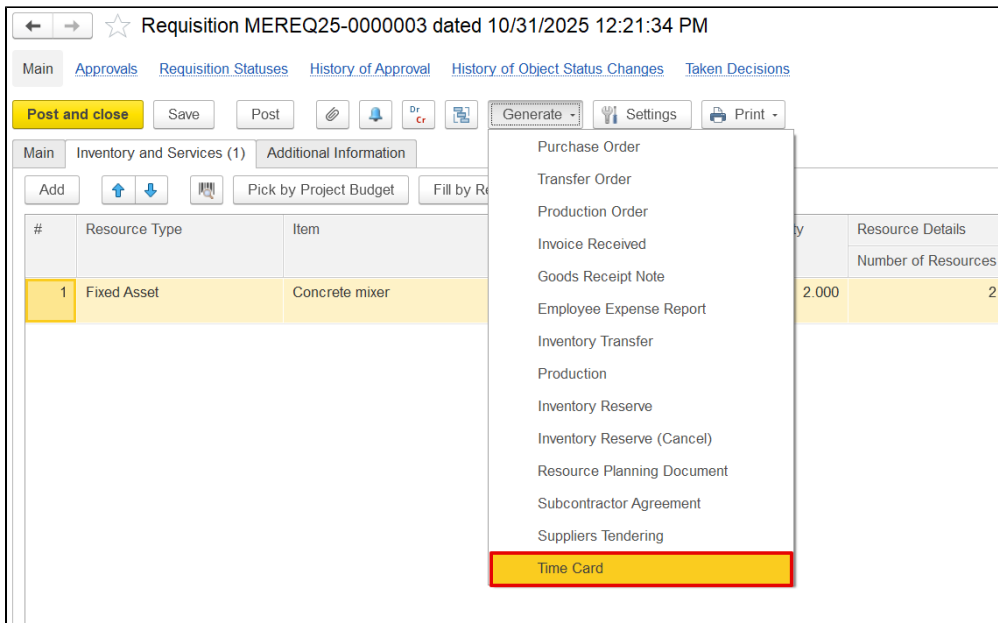 Requisition MEREQ25-0000003 dated 10/31/2025 12:21:34 PM
Main Approvals Requisition Statuses History of Approval History of Object Status Changes Taken Decisions
Post and close Save Post Dr Cr Generate Settings Print
Main Inventory and Services (1) Additional Information
Add Pick by Project Budget Fill by
# Resource Type Item Resource Details
Number of Resources
1 Fixed Asset Concrete mixer 2.000 2
Purchase Order
Transfer Order
Production Order
Invoice Received
Goods Receipt Note
Employee Expense Report
Inventory Transfer
Production
Inventory Reserve
Inventory Reserve (Cancel)
Resource Planning Document
Subcontractor Agreement
Suppliers Tendering
Time Card